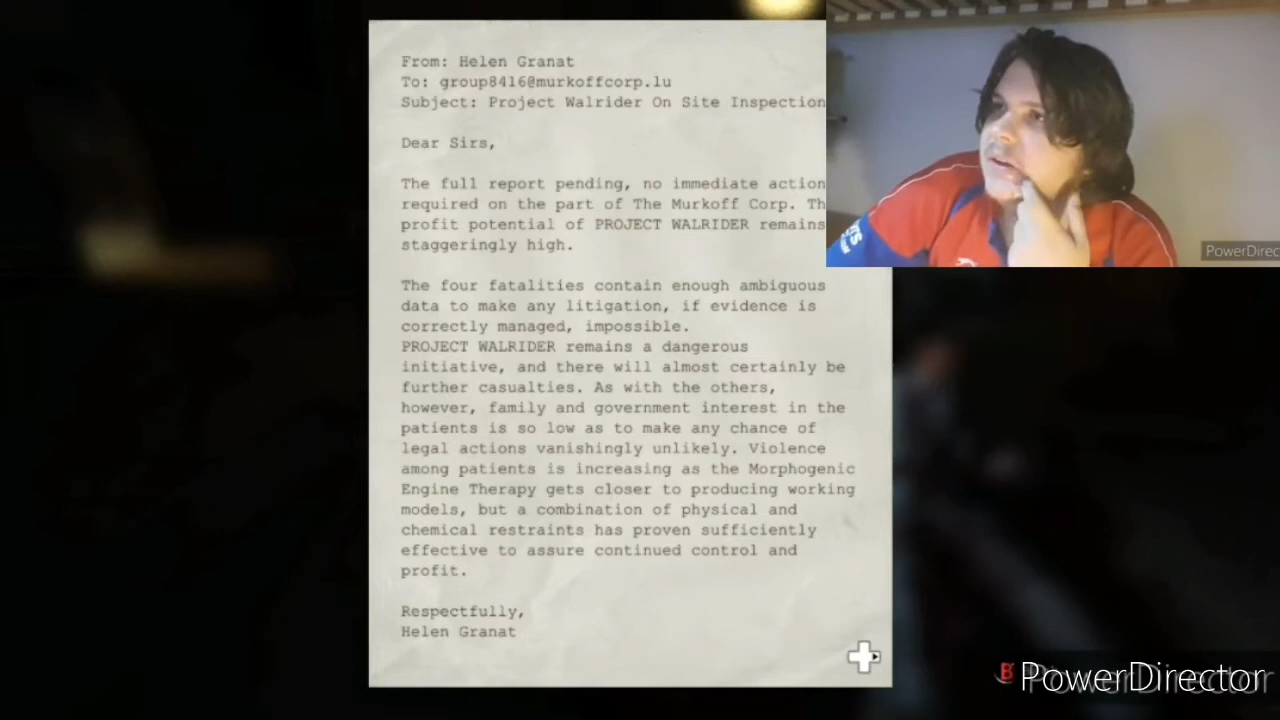 From: Helen Granat
To: group8416@murkoffcorp.lu
Subject: Project Walrider On Site Inspection
Dear Sirs,
The full report pending, no immediate action
required on the part of The Murkoff Corp. Th
profit potential of PROJECT WALRIDER remains
staggeringly high.
The four fatalities contain enough ambiguous
data to make any litigation, if evidence is
correctly managed, impossible.
PROJECT WALRIDER remains a dangerous
initiative, and there will almost certainly be
further casualties. As with the others,
however, family and government interest in the
patients is so low as to make any chance of
legal actions vanishingly unlikely. Violence
among patients is increasing as the Morphogenic
Engine Therapy gets closer to producing working
models, but a combination of physical and
chemical restraints has proven sufficiently
effective to assure continued control and
profit.
Respectfully,
Helen Granat
PowerDirec
B
PowerDirector